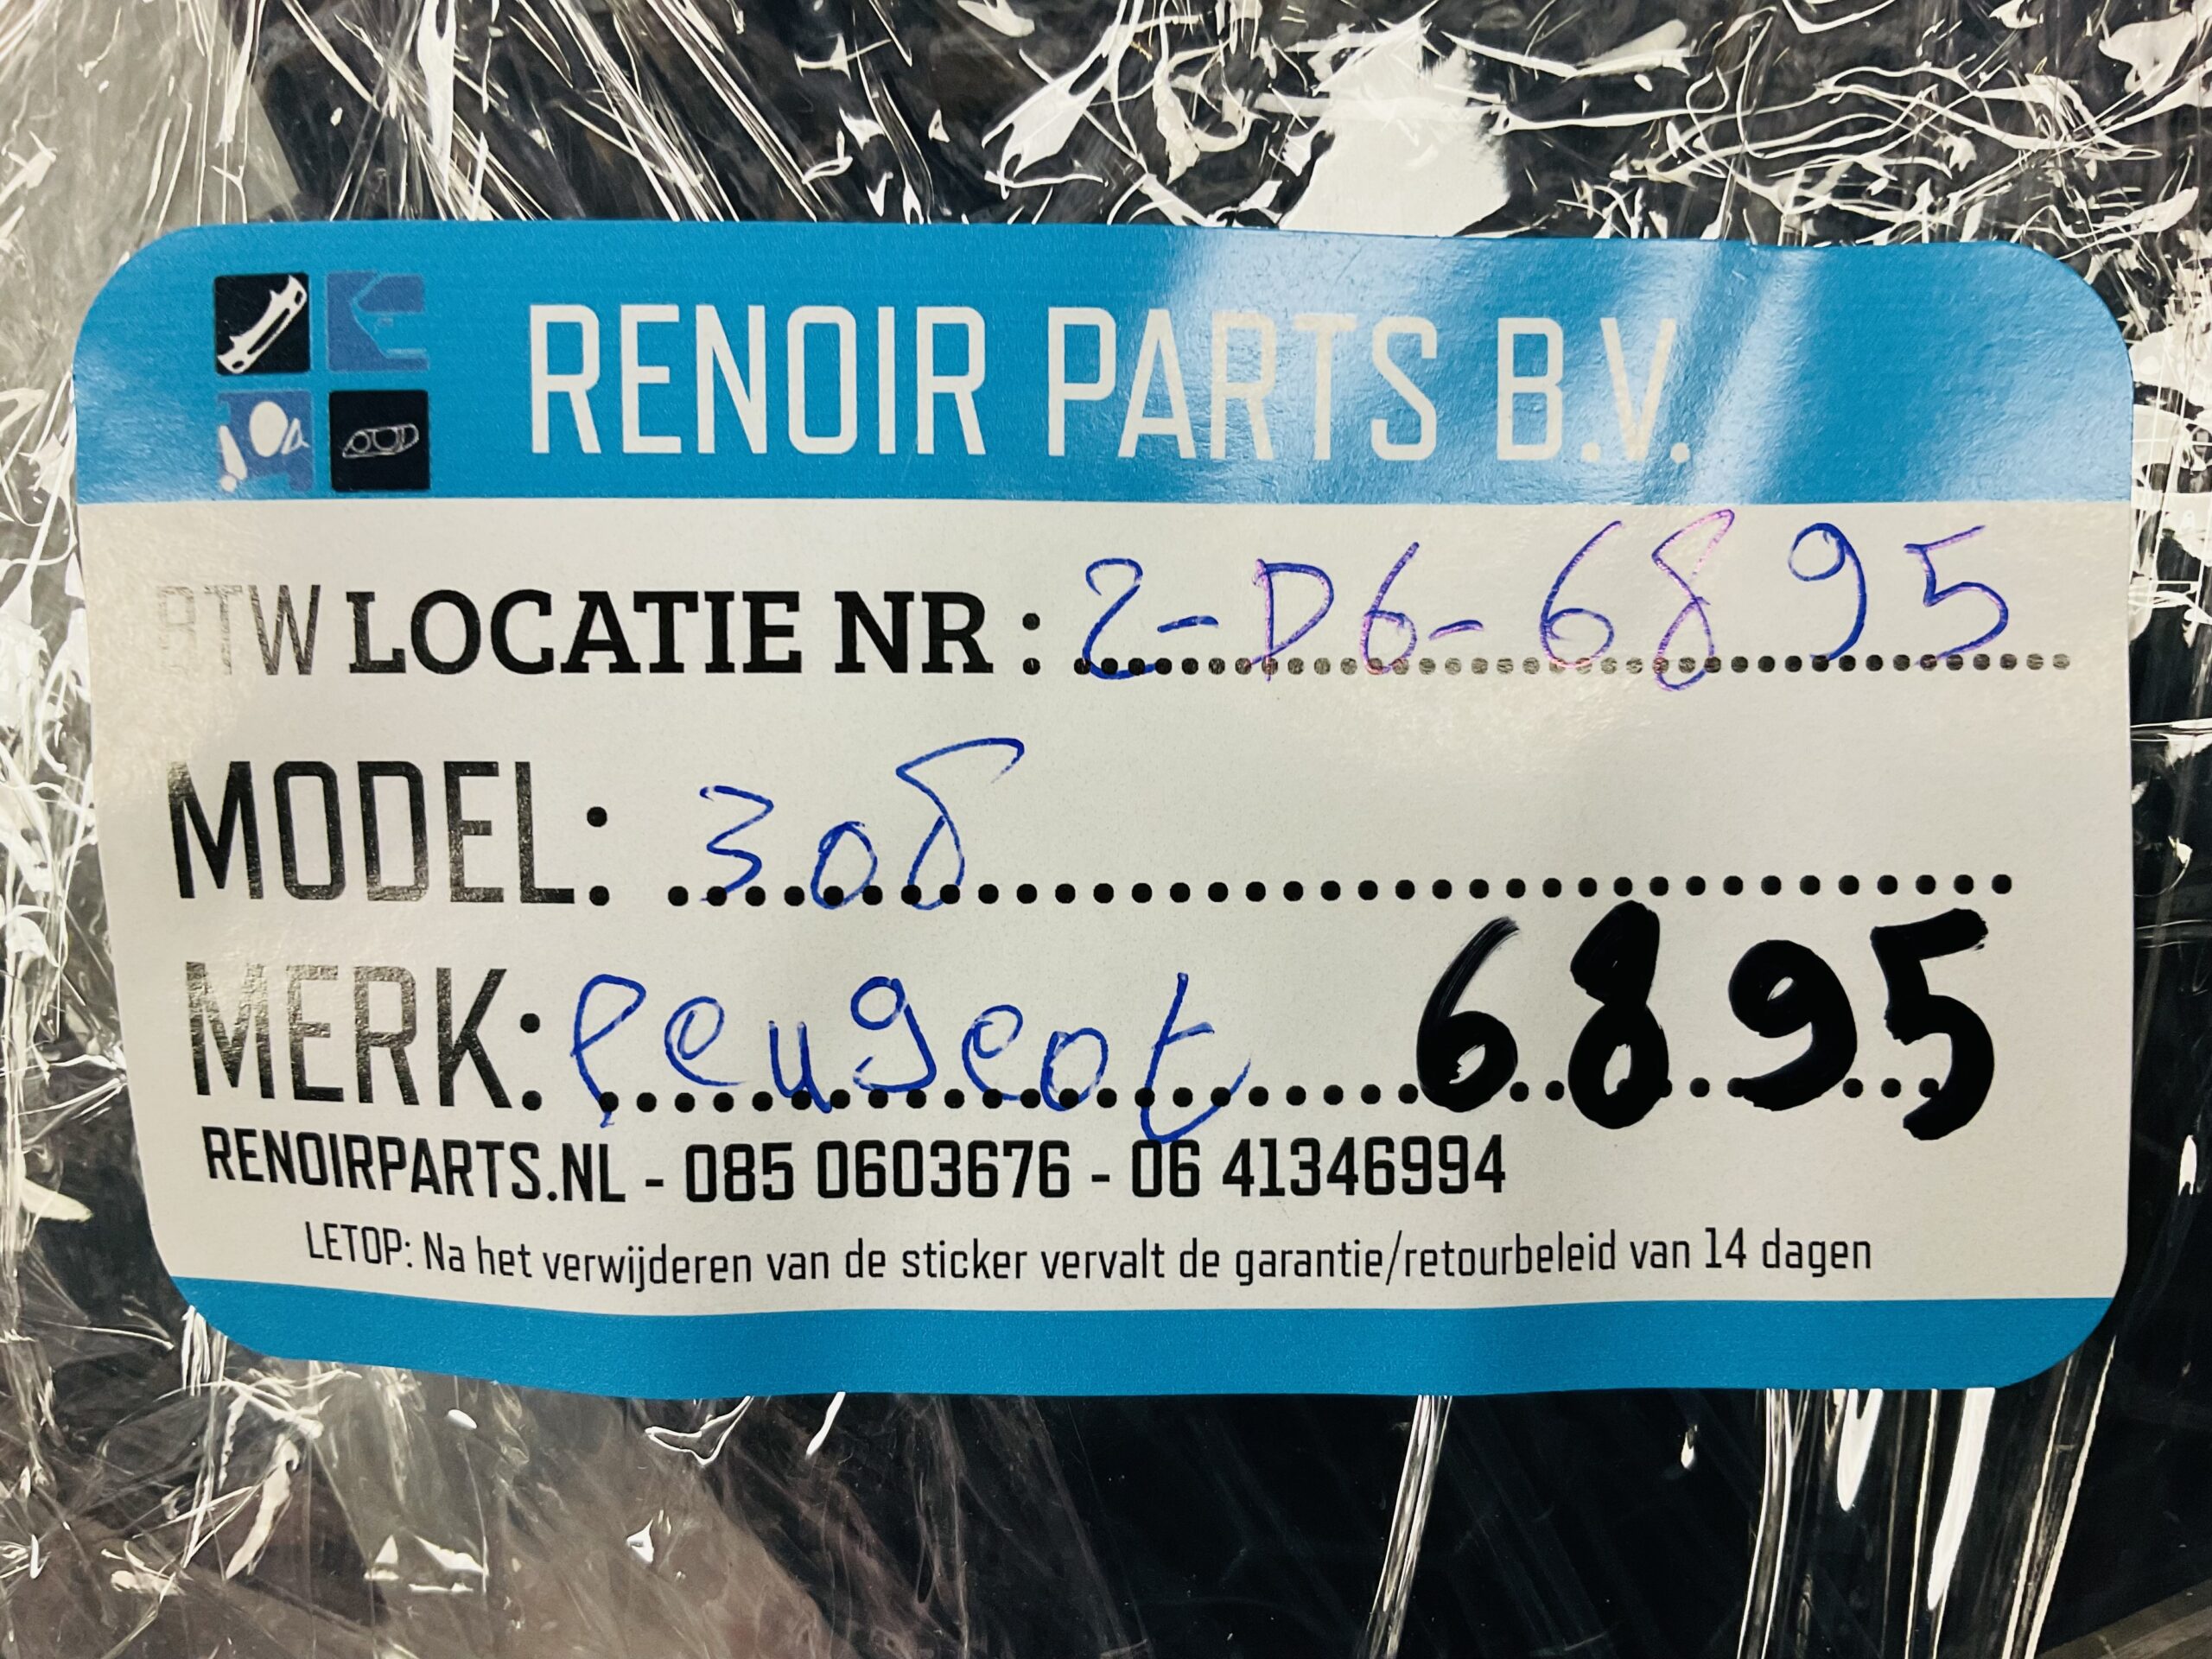 RENOIR PARTS B.V.
BTW LOCATIE NR : 2-D6-6895
MODEL: 308
MERK: Peugeot 6895
RENOIRPARTS.NL - 085 0603676 - 06 41346994
LETOP: Na het verwijderen van de sticker vervalt de garantie/retourbeleid van 14 dagen